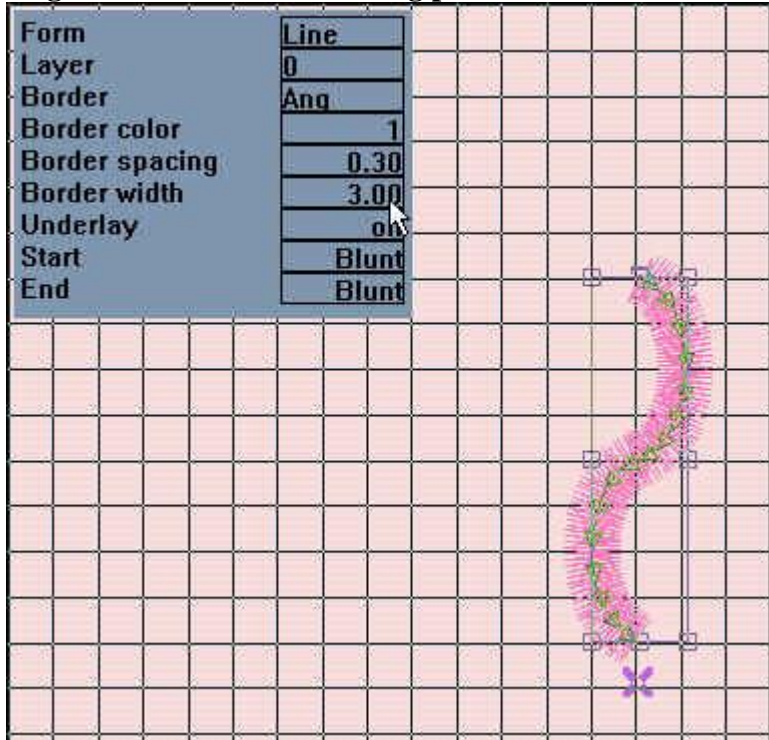 Form Line
Layer 0
Border Ang
Border color 1
Border spacing 0.30
Border width 3.00
Underlay on
Start Blunt
End Blunt